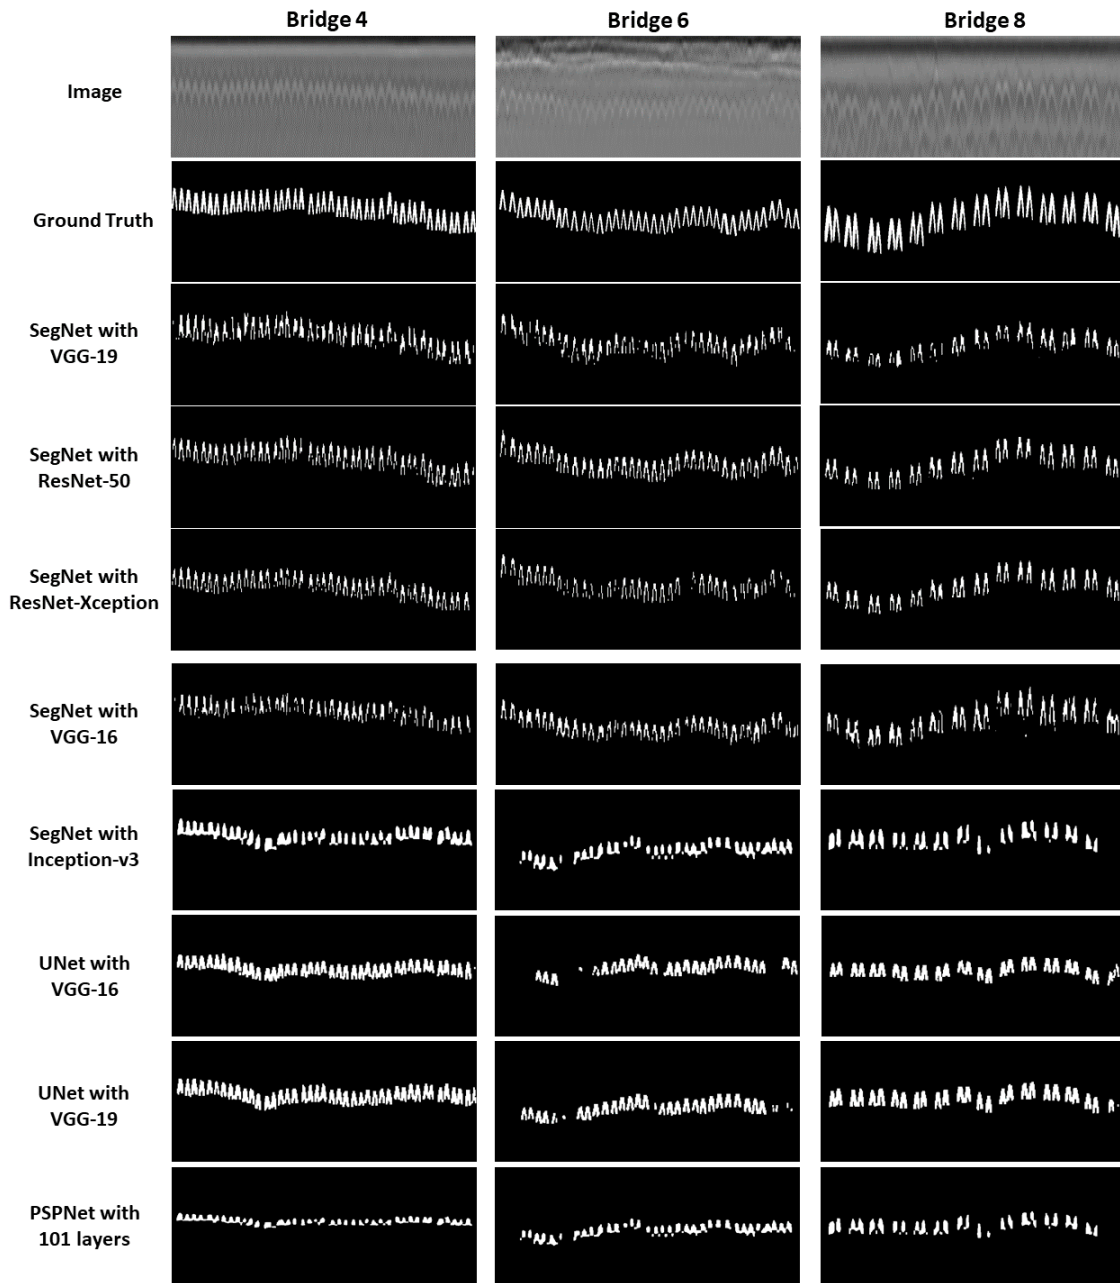 Bridge 4 Bridge 6 Bridge 8
Image
Ground Truth
SegNet with
VGG-19
SegNet with
ResNet-50
SegNet with
ResNet-Xception
SegNet with
VGG-16
SegNet with
Inception-v3
UNet with
VGG-16
UNet with
VGG-19
PSPNet with
101 layers